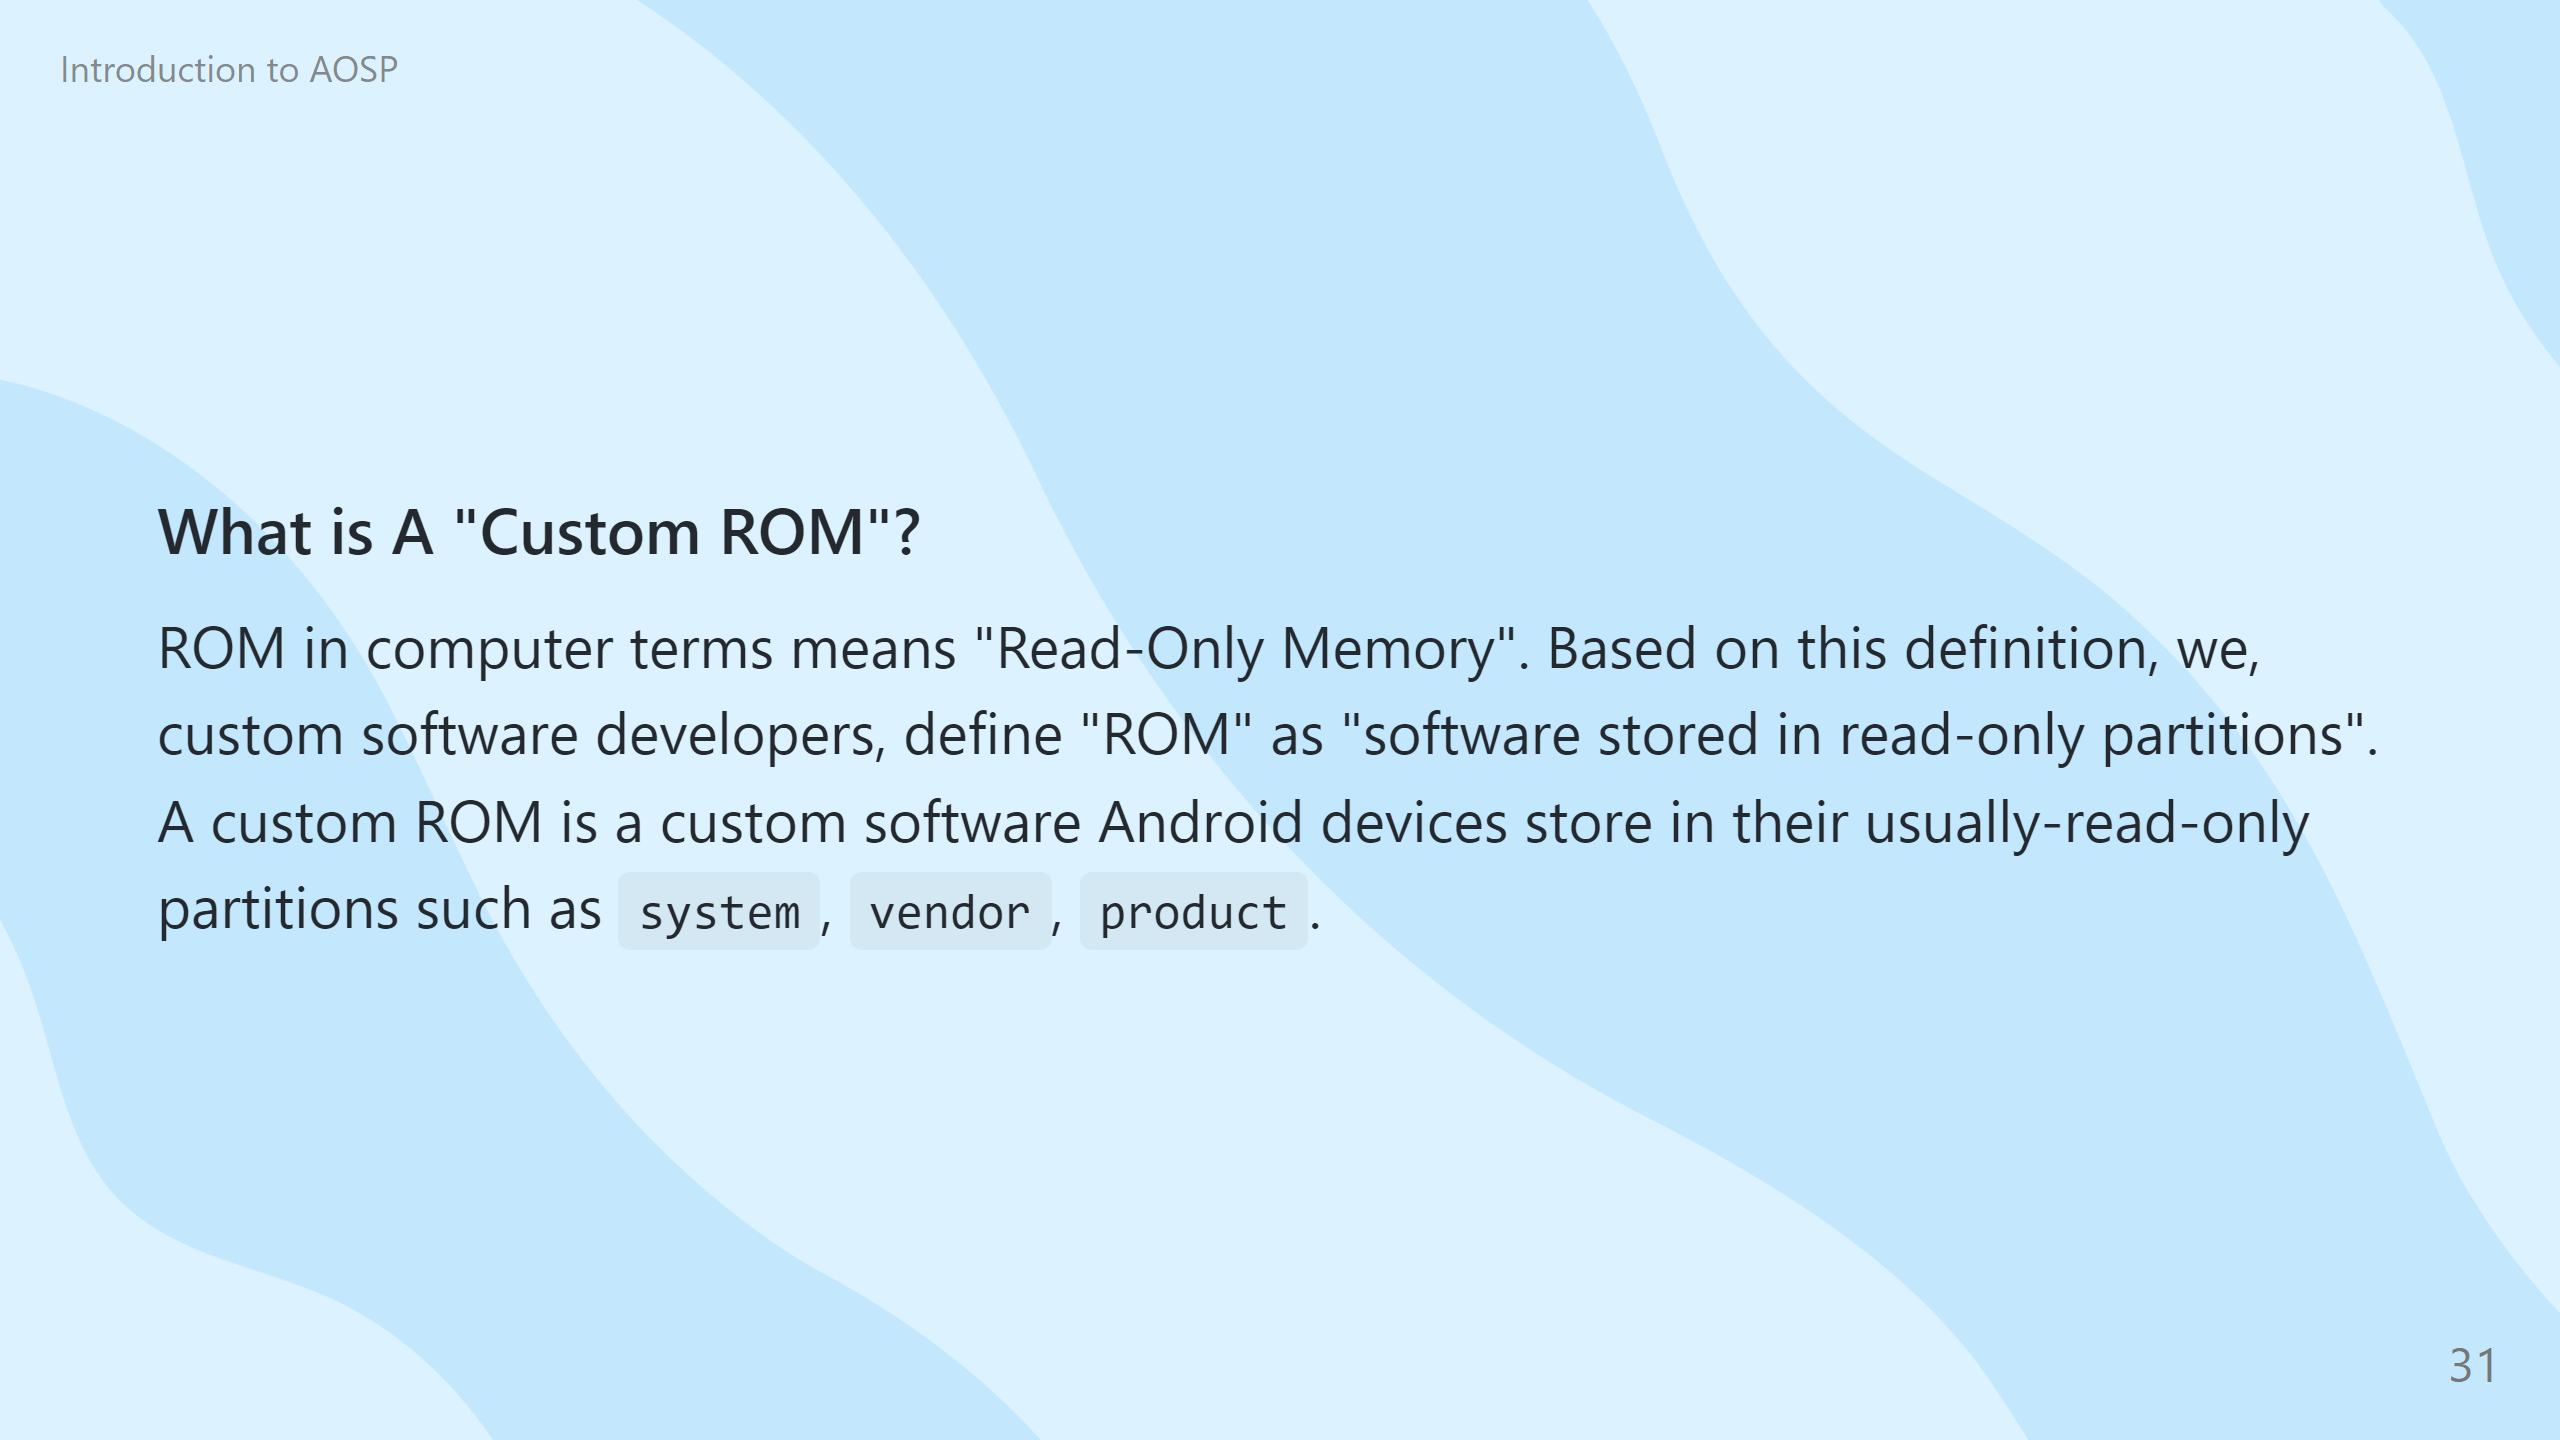 Introduction to AOSP
What is A "Custom ROM"?
ROM in computer terms means "Read-Only Memory". Based on this definition, we,
custom software developers, define "ROM" as "software stored in read-only partitions".
A custom ROM is a custom software Android devices store in their usually-read-only
partitions such as system, vendor, product.
31